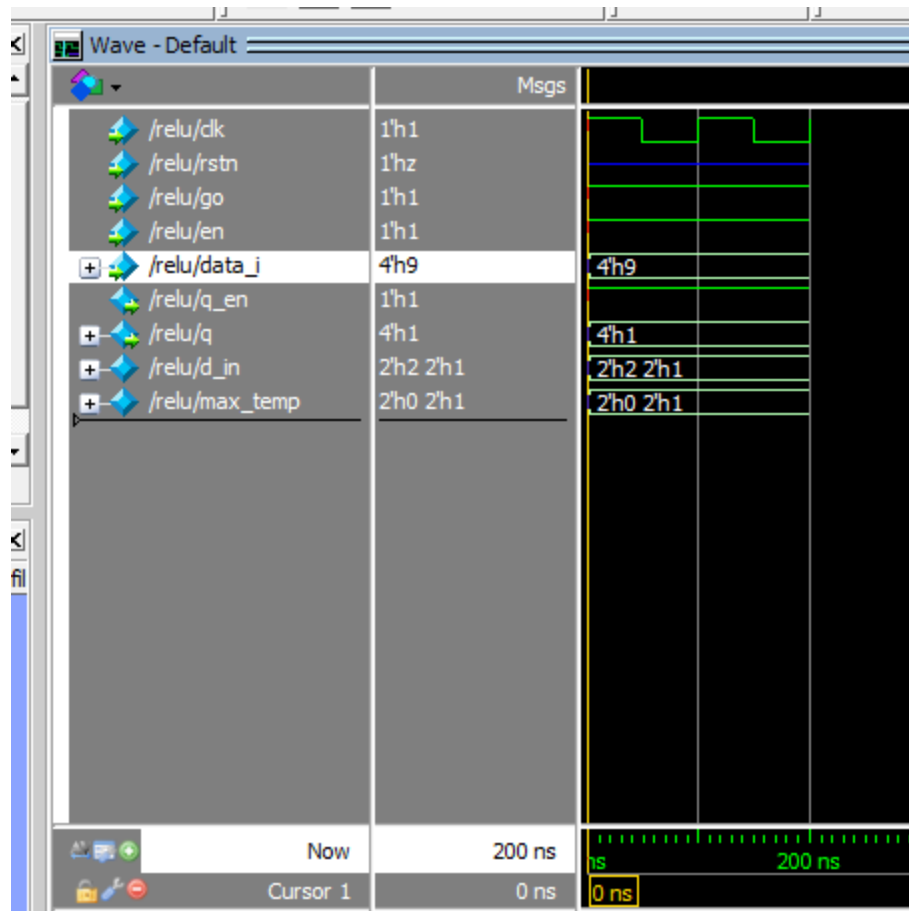 Wave - Default
Msgs
/relu/clk 1'h1
/relu/rstn 1'hz
/relu/go 1'h1
/relu/en 1'h1
/relu/data_i 4'h9 4'h9
/relu/q_en 1'h1
/relu/q 4'h1 4'h1
/relu/d_in 2'h2 2'h1 2'h2 2'h1
/relu/max_temp 2'h0 2'h1 2'h0 2'h1
fil
Now 200 ns ns 200 ns
Cursor 1 0 ns 0 ns